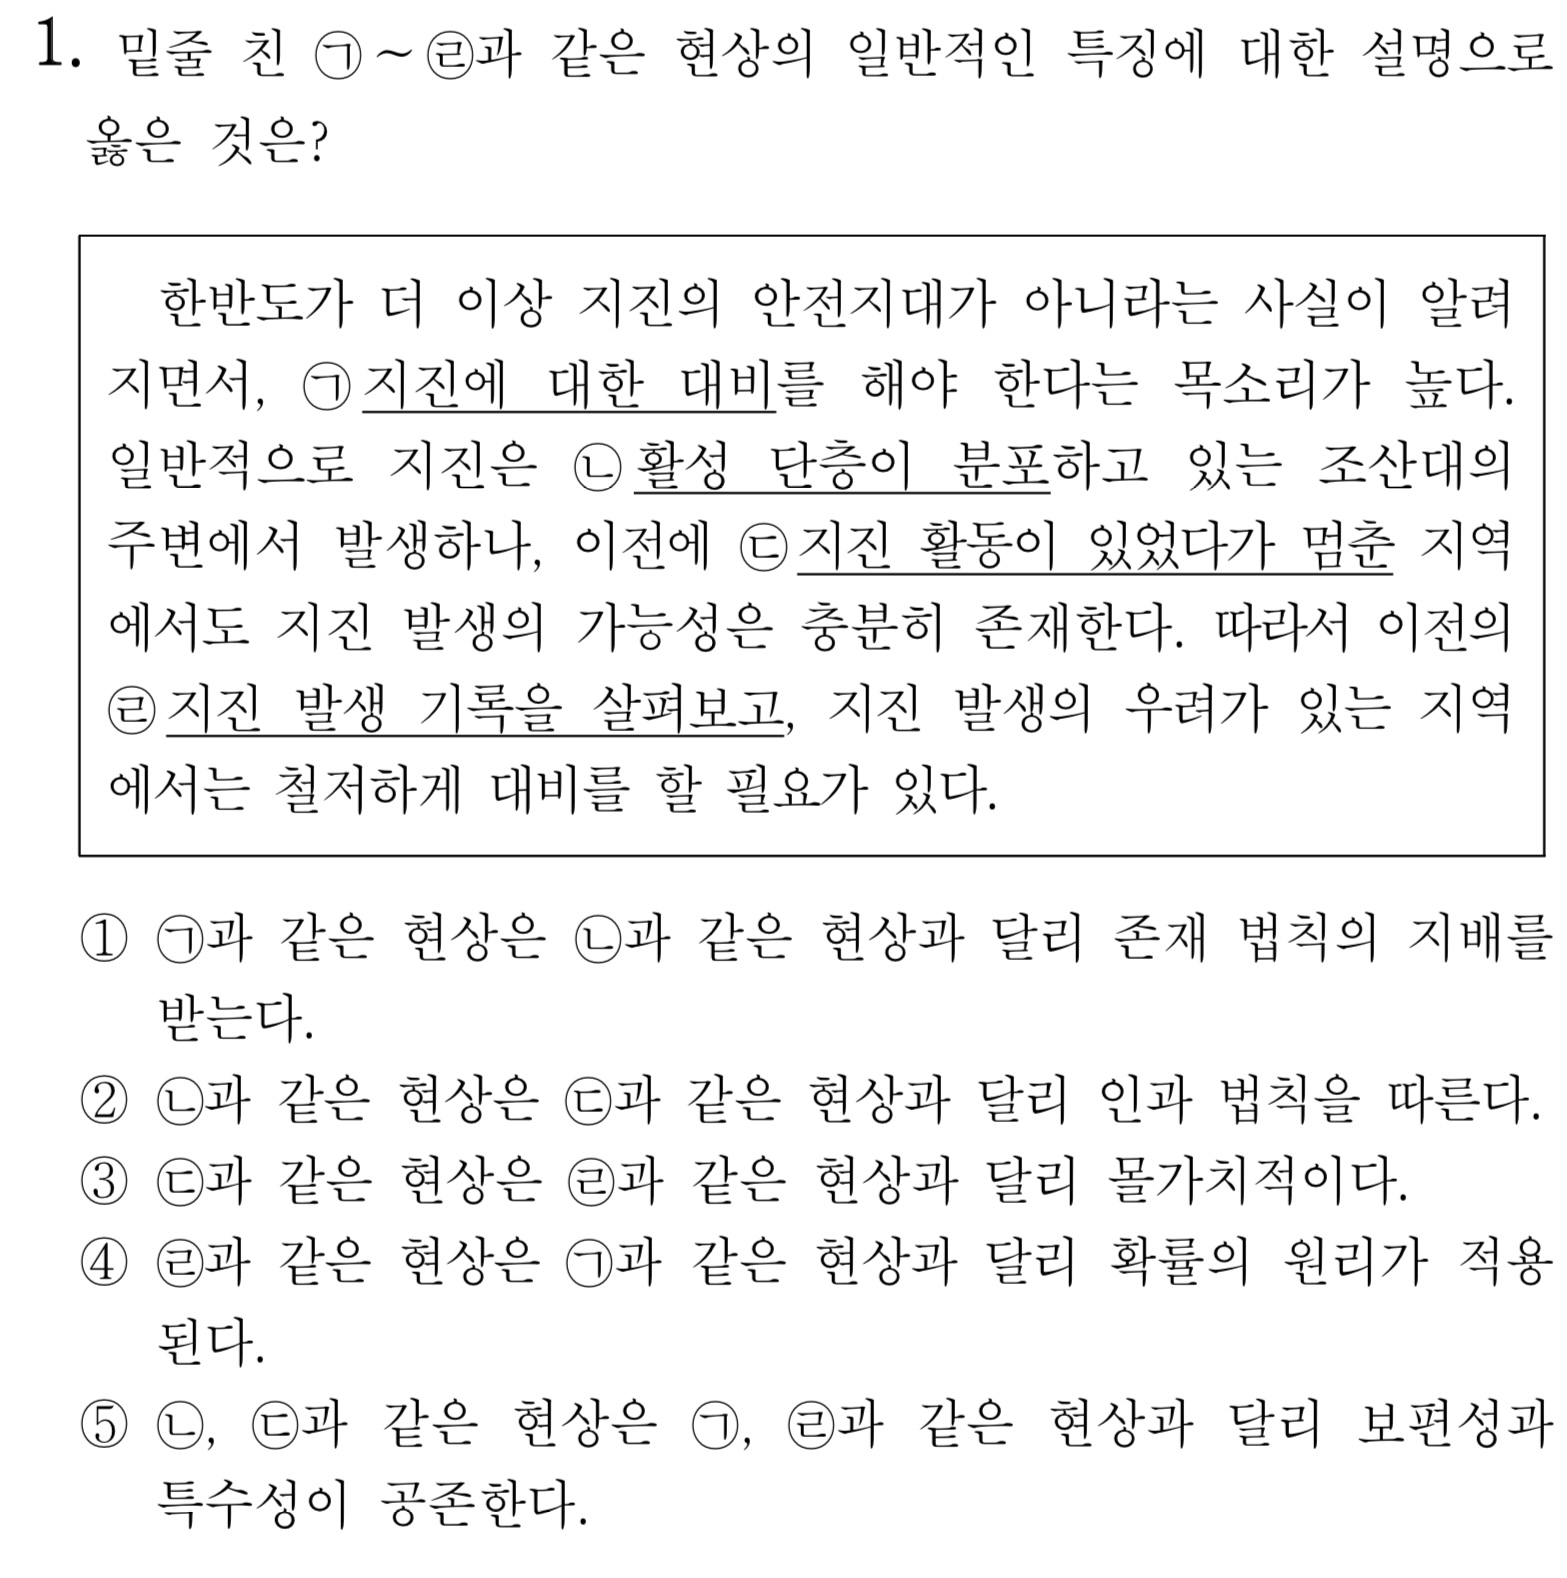 1. 밑줄 친 ㉠~㉣과 같은 현상의 일반적인 특징에 대한 설명으로
옳은 것은?
한반도가 더 이상 지진의 안전지대가 아니라는 사실이 알려
지면서, ㉠지진에 대한 대비를 해야 한다는 목소리가 높다.
일반적으로 지진은 ㉡활성 단층이 분포하고 있는 조산대의
주변에서 발생하나, 이전에 ㉢지진 활동이 있었다가 멈춘 지역
에서도 지진 발생의 가능성은 충분히 존재한다. 따라서 이전의
㉣지진 발생 기록을 살펴보고, 지진 발생의 우려가 있는 지역
에서는 철저하게 대비를 할 필요가 있다.
① ㉠과 같은 현상은 ㉡과 같은 현상과 달리 존재 법칙의 지배를
받는다.
② ㉡과 같은 현상은 ㉢과 같은 현상과 달리 인과 법칙을 따른다.
③ ㉢과 같은 현상은 ㉣과 같은 현상과 달리 몰가치적이다.
④ ㉣과 같은 현상은 ㉠과 같은 현상과 달리 확률의 원리가 적용
된다.
⑤ ㉡, ㉢과 같은 현상은 ㉠, ㉣과 같은 현상과 달리 보편성과
특수성이 공존한다.